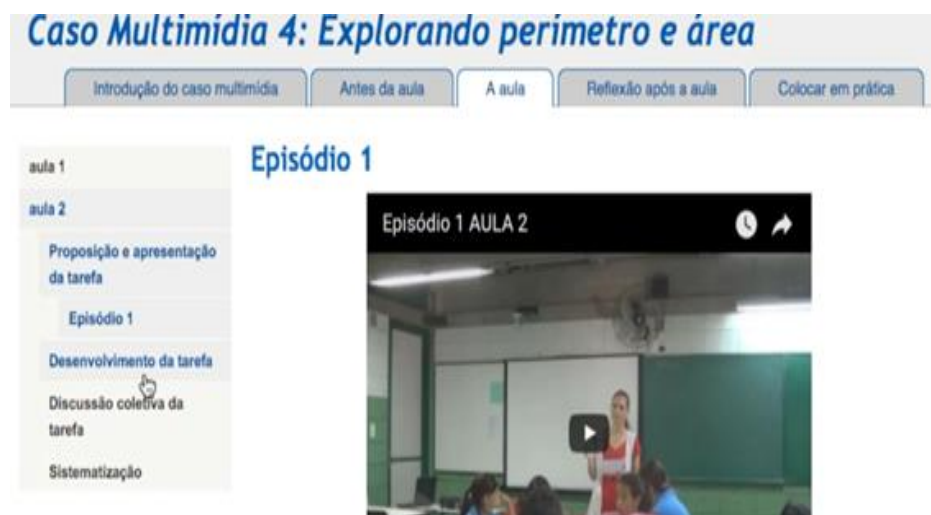 Caso Multimídia 4: Explorando perímetro e área
Introdução do caso multimídia
Antes da aula
A aula
Reflexão após a aula
Colocar em prática
aula 1
aula 2
Proposição e apresentação
da tarefa
Episódio 1
Desenvolvimento da tarefa
Discussão coletiva da
tarefa
Sistematização
Episódio 1
Episódio 1 AULA 2